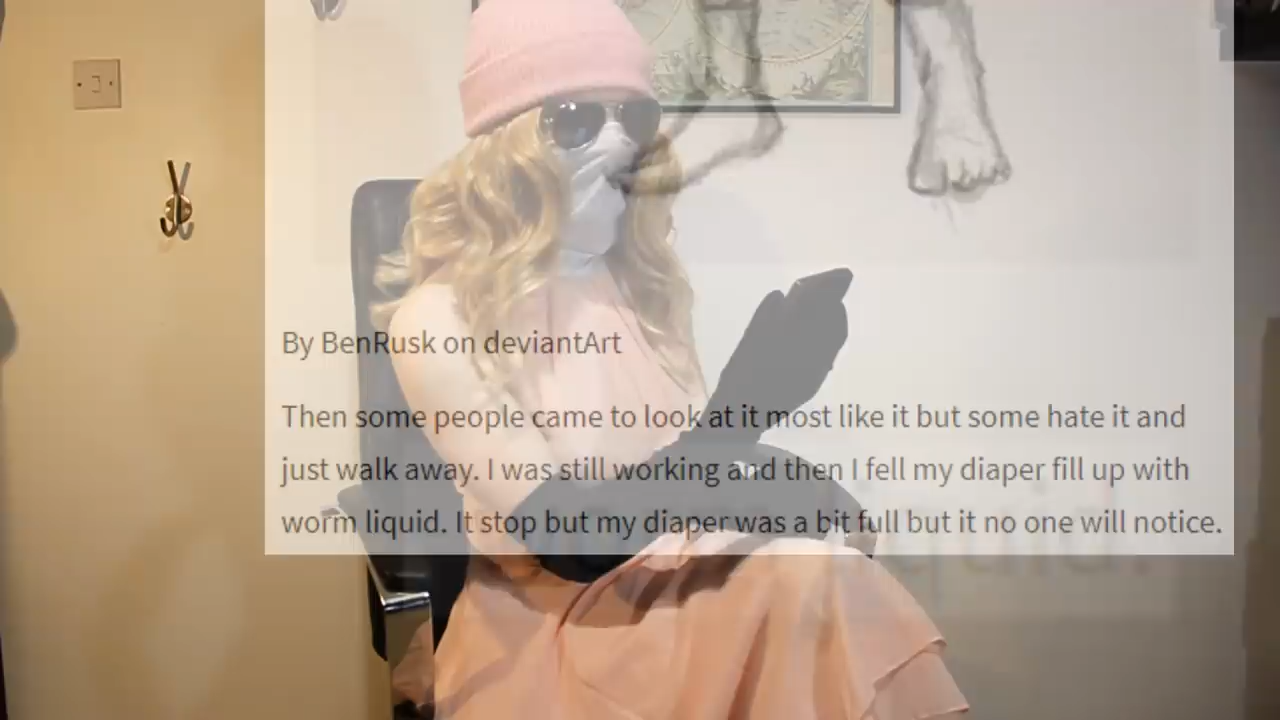 By BenRusk on deviantArt
Then some people came to look at it most like it but some hate it and
just walk away. I was still working and then I fell my diaper fill up with
worm liquid. It stop but my diaper was a bit full but it no one will notice.